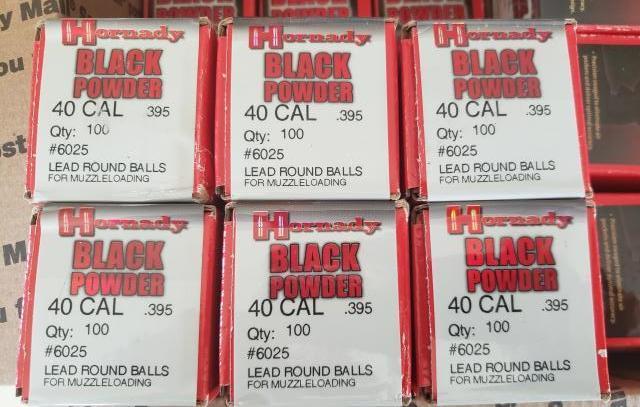 Hornady
BLACK
POWDER
40 CAL .395
Qty: 100
#6025
LEAD ROUND BALLS
FOR MUZZLELOADING
Hornady
BLACK
POWDER
40 CAL .395
Qty: 100
#6025
LEAD ROUND BALLS
FOR MUZZLELOADING
Hornady
BLACK
POWDER
40 CAL .395
Qty: 100
#6025
LEAD ROUND BALLS
FOR MUZZLELOADING
Hornady
BLACK
POWDER
40 CAL .395
Qty: 100
#6025
LEAD ROUND BALLS
FOR MUZZLELOADING
Hornady
BLACK
POWDER
40 CAL .395
Qty: 100
#6025
LEAD ROUND BALLS
FOR MUZZLELOADING
Hornady
BLACK
POWDER
40 CAL .395
Qty: 100
#6025
LEAD ROUND BALLS
FOR MUZZLELOADING